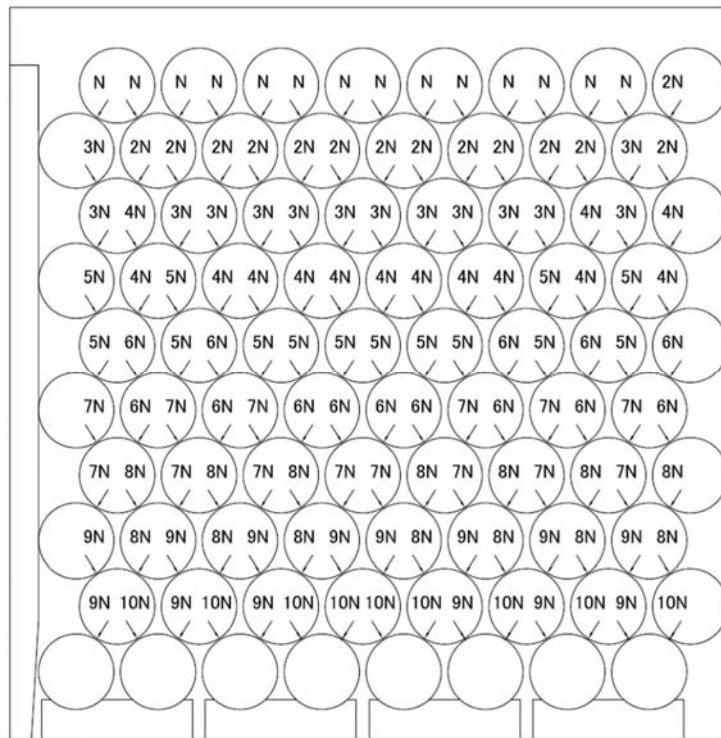 N N N N N N N N N N N N N N 2N
3N 2N 2N 2N 2N 2N 2N 2N 2N 2N 2N 2N 2N 3N 2N
3N 4N 3N 3N 3N 3N 3N 3N 3N 3N 3N 3N 4N 3N 4N
5N 4N 5N 4N 4N 4N 4N 4N 4N 4N 4N 5N 4N 5N 4N
5N 6N 5N 6N 5N 5N 5N 5N 5N 5N 6N 5N 6N 5N 6N
7N 6N 7N 6N 7N 6N 6N 6N 6N 7N 6N 7N 6N 7N 6N
7N 8N 7N 8N 7N 8N 7N 7N 8N 7N 8N 7N 8N 7N 8N
9N 8N 9N 8N 9N 8N 9N 9N 8N 9N 8N 9N 8N 9N 8N
9N 10N 9N 10N 9N 10N 10N 10N 10N 9N 10N 9N 10N 9N 10N